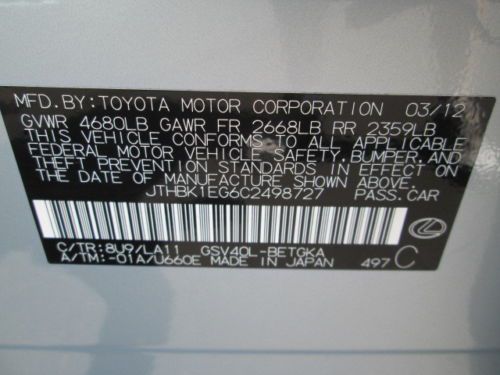 MFD. BY: TOYOTA MOTOR CORPORATION 03/12
GVWR 4680LB GAWR FR 2668LB RR 2359LB
THIS VEHICLE CONFORMS TO ALL APPLICABLE
FEDERAL MOTOR VEHICLE SAFETY, BUMPER, AND
THEFT PREVENTION STANDARDS IN EFFECT ON
THE DATE OF MANUFACTURE SHOWN ABOVE.
JTHBK1EG6C2498727 PASS. CAR
C/TR: 8U9/LA11 GSV40L-BETGKA
A/TM: -01A/U660E MADE IN JAPAN 497 C